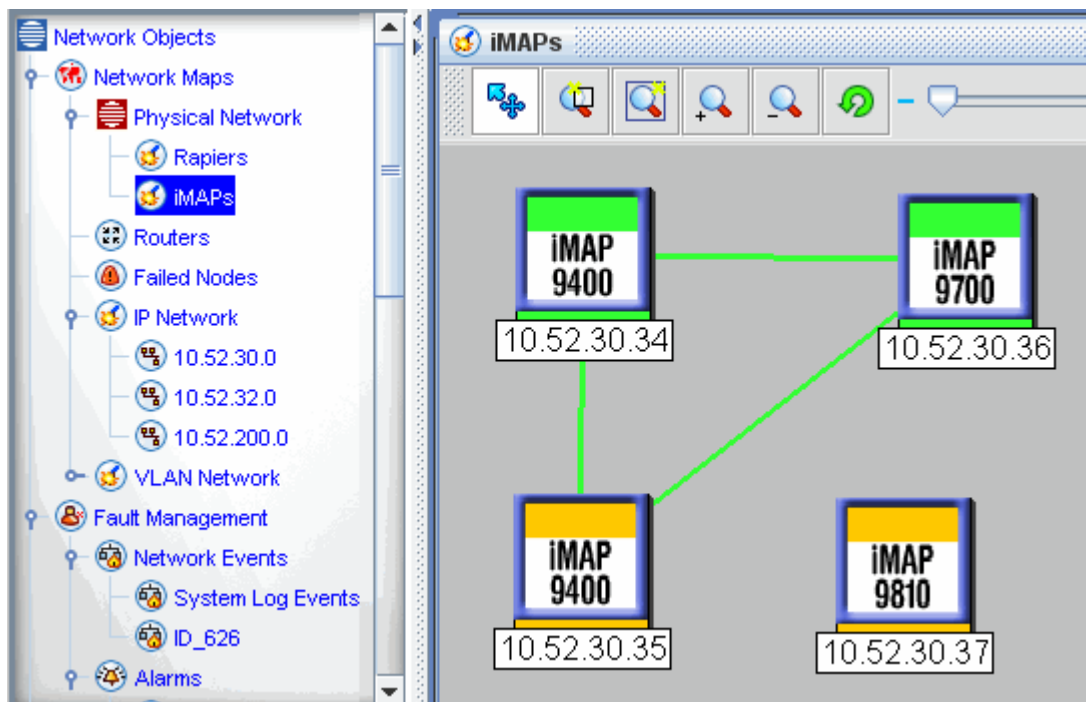 Network Objects
Network Maps
Physical Network
Rapiers
iMAPs
Routers
Failed Nodes
IP Network
10.52.30.0
10.52.32.0
10.52.200.0
VLAN Network
Fault Management
Network Events
System Log Events
ID_626
Alarms
iMAPs
iMAP
9400
10.52.30.34
iMAP
9700
10.52.30.36
iMAP
9400
10.52.30.35
iMAP
9810
10.52.30.37